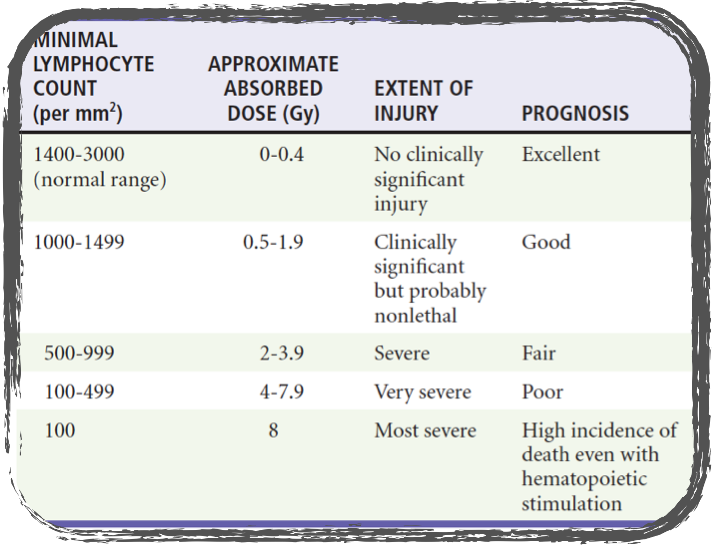 MINIMAL
LYMPHOCYTE
COUNT
(per mm²)
APPROXIMATE
ABSORBED
DOSE (Gy)
EXTENT OF
INJURY
PROGNOSIS
1400-3000
(normal range)
0-0.4
No clinically
significant
injury
Excellent
1000-1499
0.5-1.9
Clinically
significant
but probably
nonlethal
Good
500-999
2-3.9
Severe
Fair
100-499
4-7.9
Very severe
Poor
100
8
Most severe
High incidence of
death even with
hematopoietic
stimulation